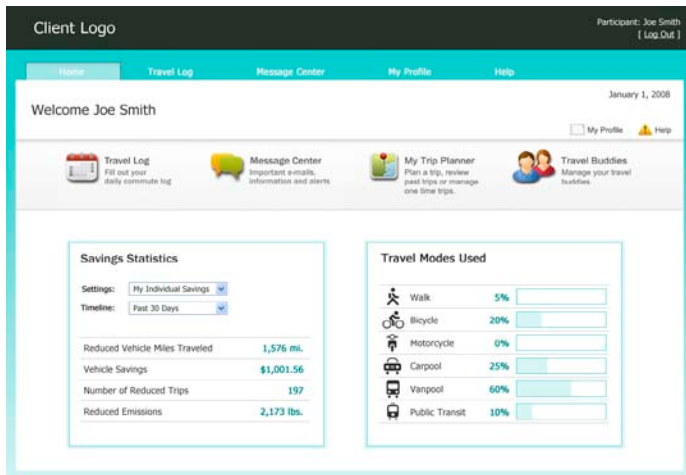 Client Logo
Participant: Joe Smith
[ Log Out ]
Home Travel Log Message Center My Profile Help
January 1, 2008
Welcome Joe Smith
My Profile Help
Travel Log
Fill out your
daily commute log
Message Center
Important e-mails,
information and alerts
My Trip Planner
Plan a trip, review
past trips or manage
one time trips.
Travel Buddies
Manage your travel
buddies.
Savings Statistics
Settings: My Individual Savings
Timeline: Past 30 Days
Reduced Vehicle Miles Traveled 1,576 mi.
Vehicle Savings $1,001.56
Number of Reduced Trips 197
Reduced Emissions 2,173 lbs.
Travel Modes Used
Walk 5%
Bicycle 20%
Motorcycle 0%
Carpool 25%
Vanpool 60%
Public Transit 10%